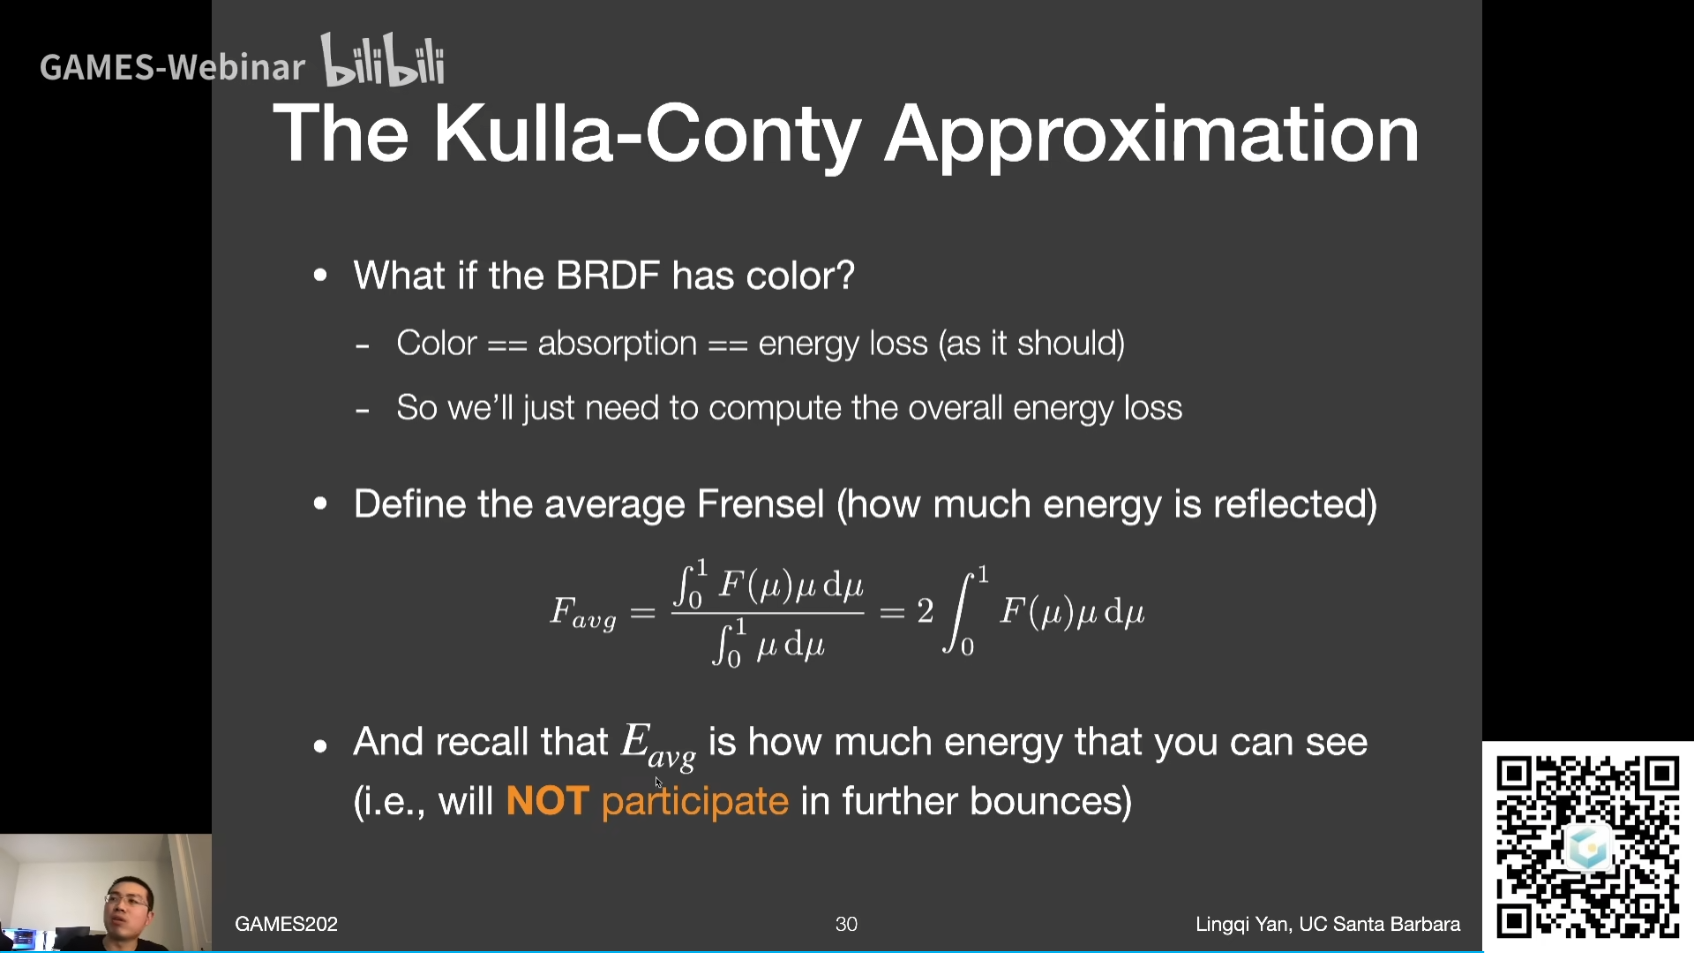 GAMES-Webinar bilibili
The Kulla-Conty Approximation
• What if the BRDF has color?
- Color == absorption == energy loss (as it should)
- So we'll just need to compute the overall energy loss
• Define the average Frensel (how much energy is reflected)
$F_{avg} = \frac{\int_0^1 F(\mu)\mu \, \mathrm{d}\mu}{\int_0^1 \mu \, \mathrm{d}\mu} = 2 \int_0^1 F(\mu)\mu \, \mathrm{d}\mu$
• And recall that $E_{avg}$ is how much energy that you can see
(i.e., will NOT participate in further bounces)
GAMES202
30
Lingqi Yan, UC Santa Barbara